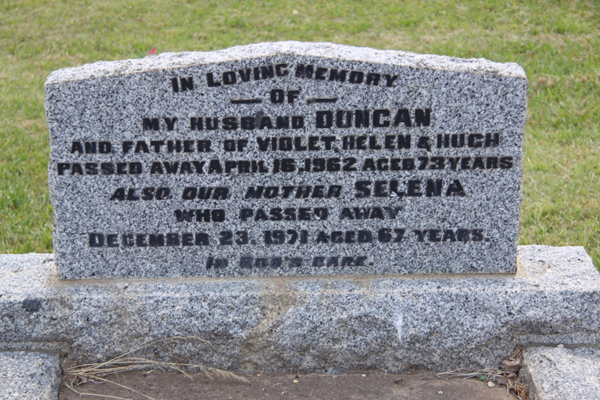 IN LOVING MEMORY
— OF —
MY HUSBAND DUNCAN
AND FATHER OF VIOLET, HELEN & HUGH
PASSED AWAY APRIL 16, 1962 AGED 73 YEARS
ALSO OUR MOTHER SELENA
WHO PASSED AWAY
DECEMBER 23, 1971 AGED 67 YEARS.
IN GOD'S CARE.